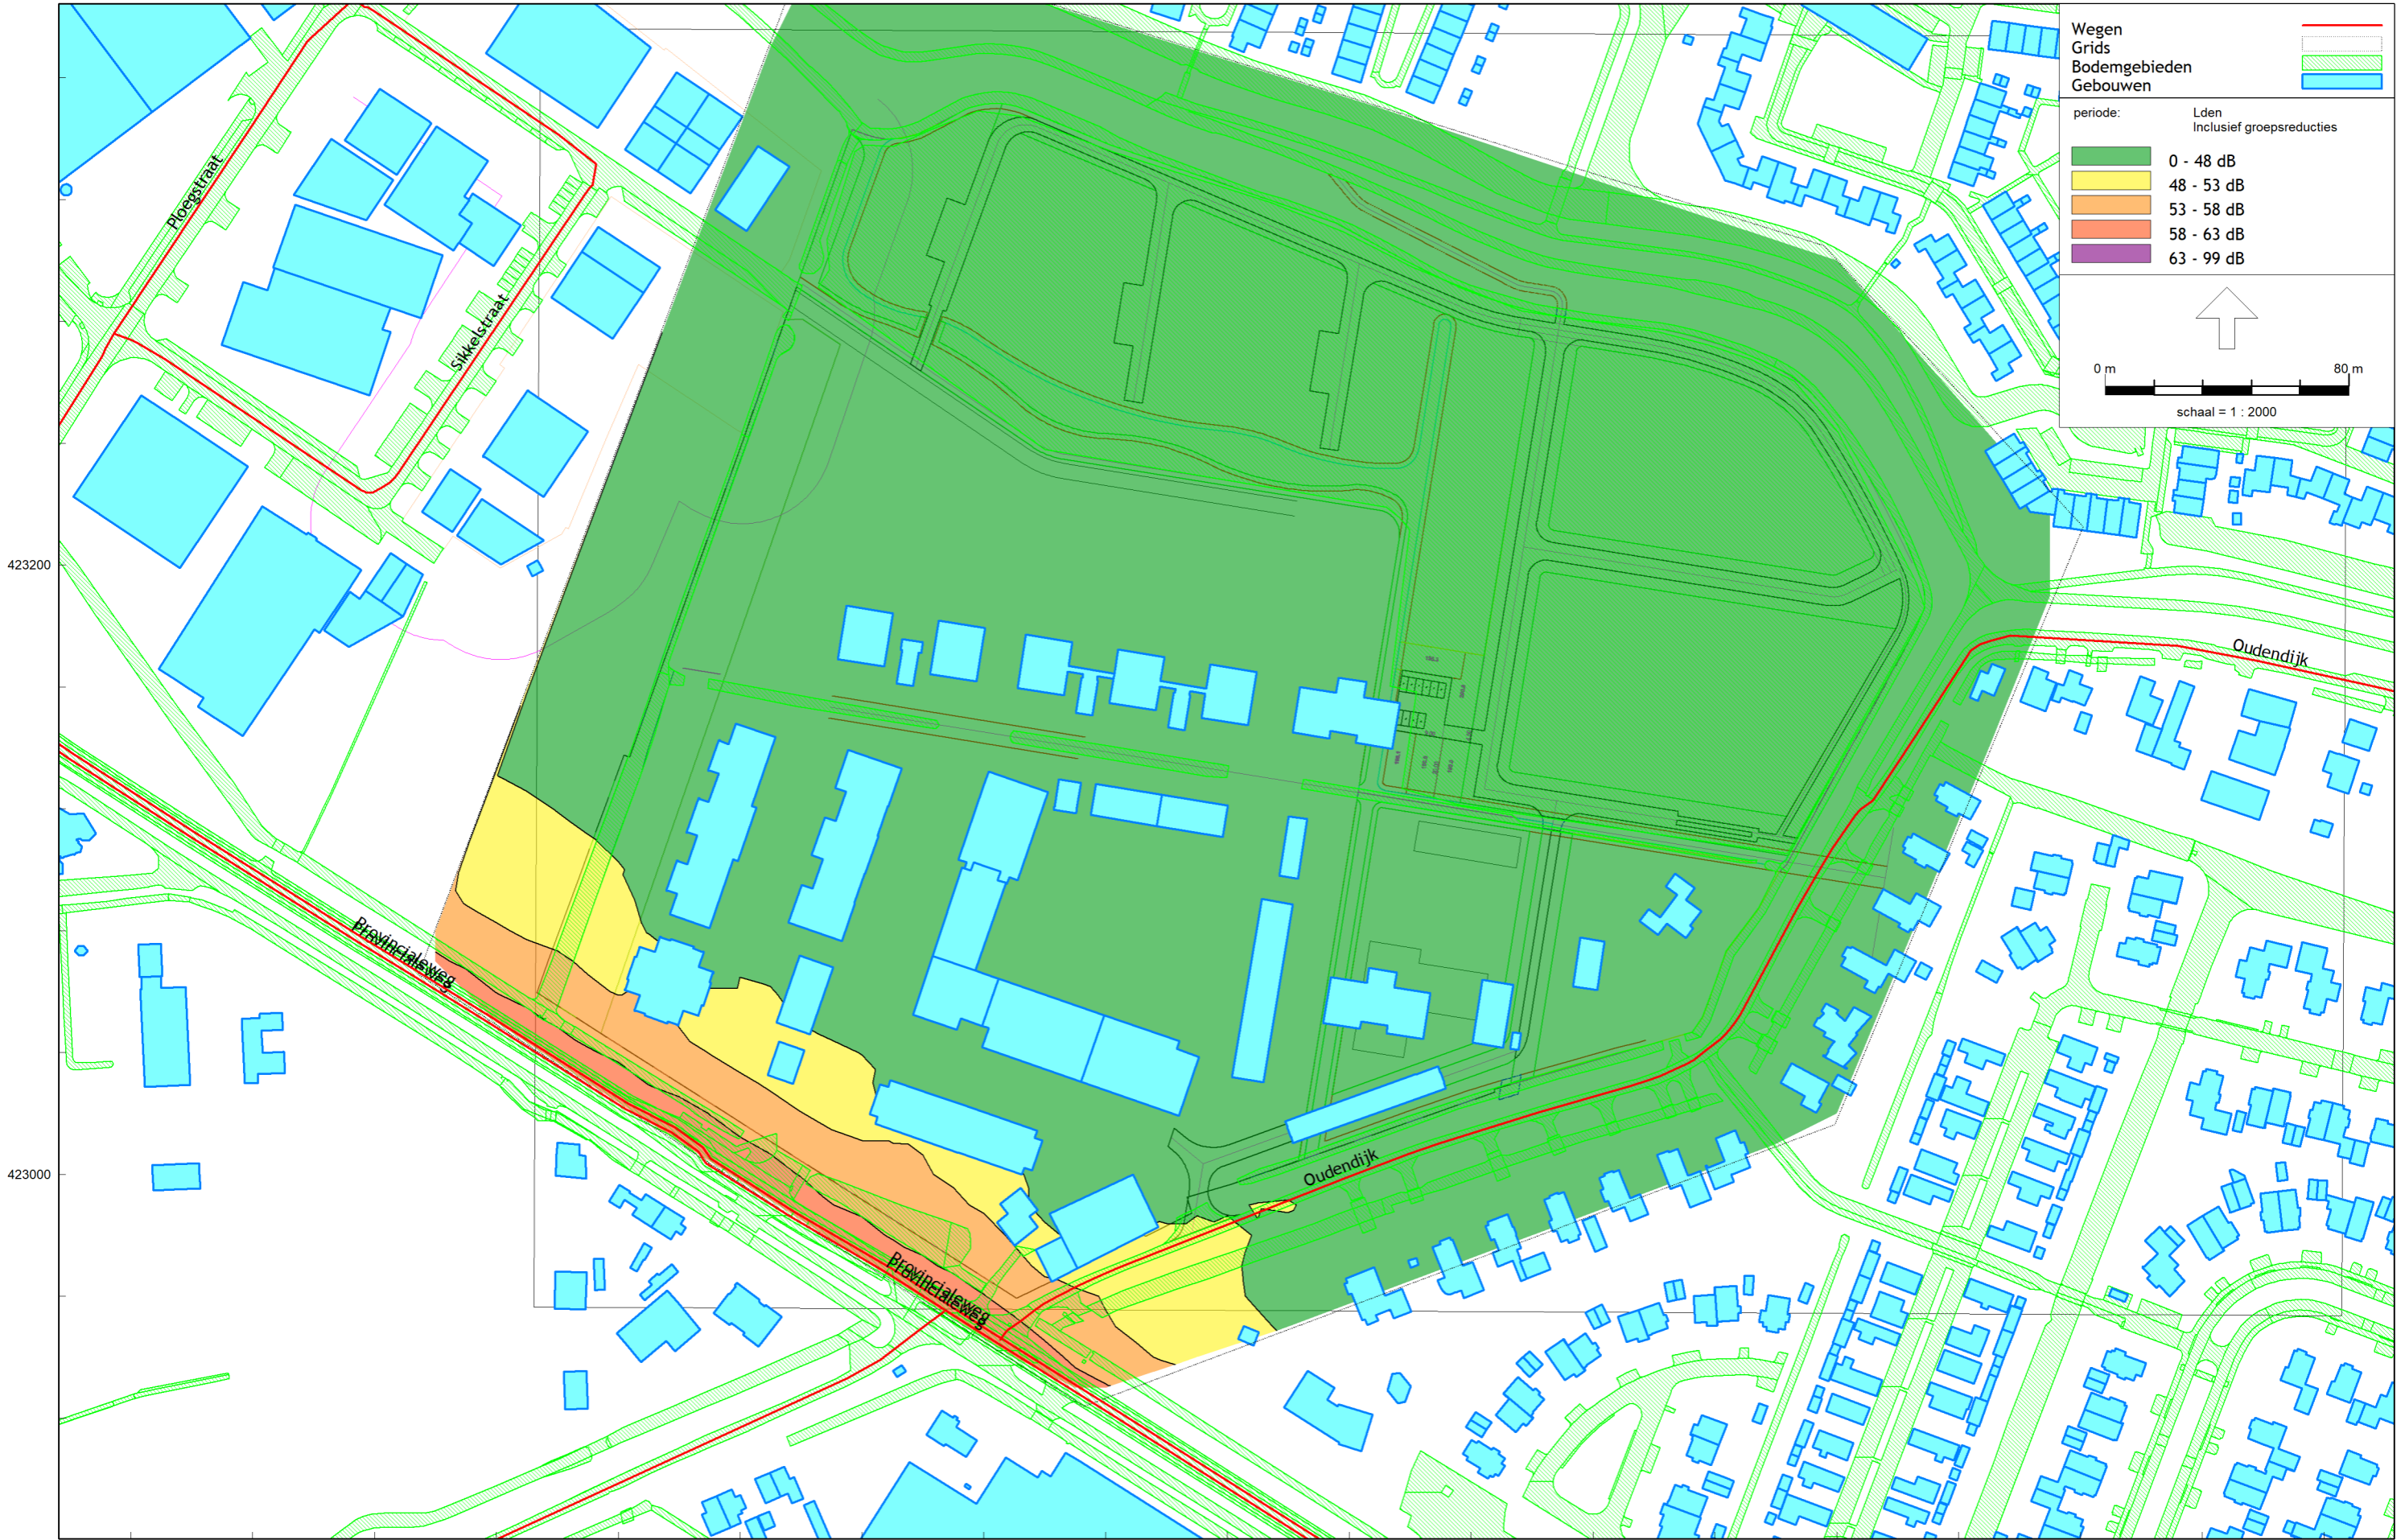 Wegen
Grids
Bodemgebieden
Gebouwen
periode: Lden
Inclusief groepsreducties
0 - 48 dB
48 - 53 dB
53 - 58 dB
58 - 63 dB
63 - 99 dB
0 m 80 m
schaal = 1 : 2000
Ploegstraat
Sikkelstraat
423200
Oudendijk
Provincialeweg
Provincialeweg
423000
Oudendijk
Provincialeweg
Provincialeweg